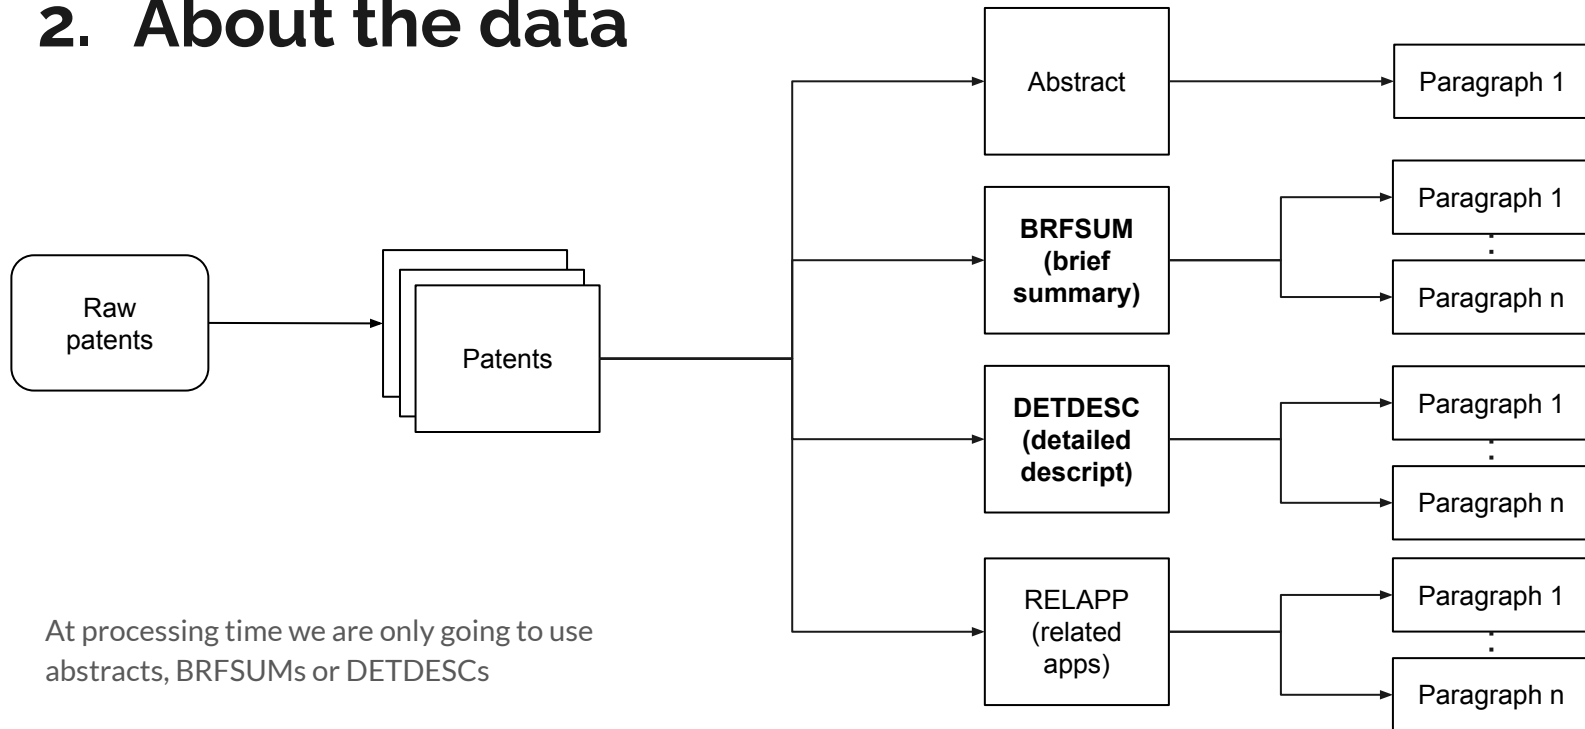 2. About the data
Raw
patents
Patents
Abstract
Paragraph 1
BRFSUM
(brief
summary)
Paragraph 1
Paragraph n
DETDESC
(detailed
descript)
Paragraph 1
Paragraph n
RELAPP
(related
apps)
Paragraph 1
Paragraph n
At processing time we are only going to use
abstracts, BRFSUMs or DETDESCs